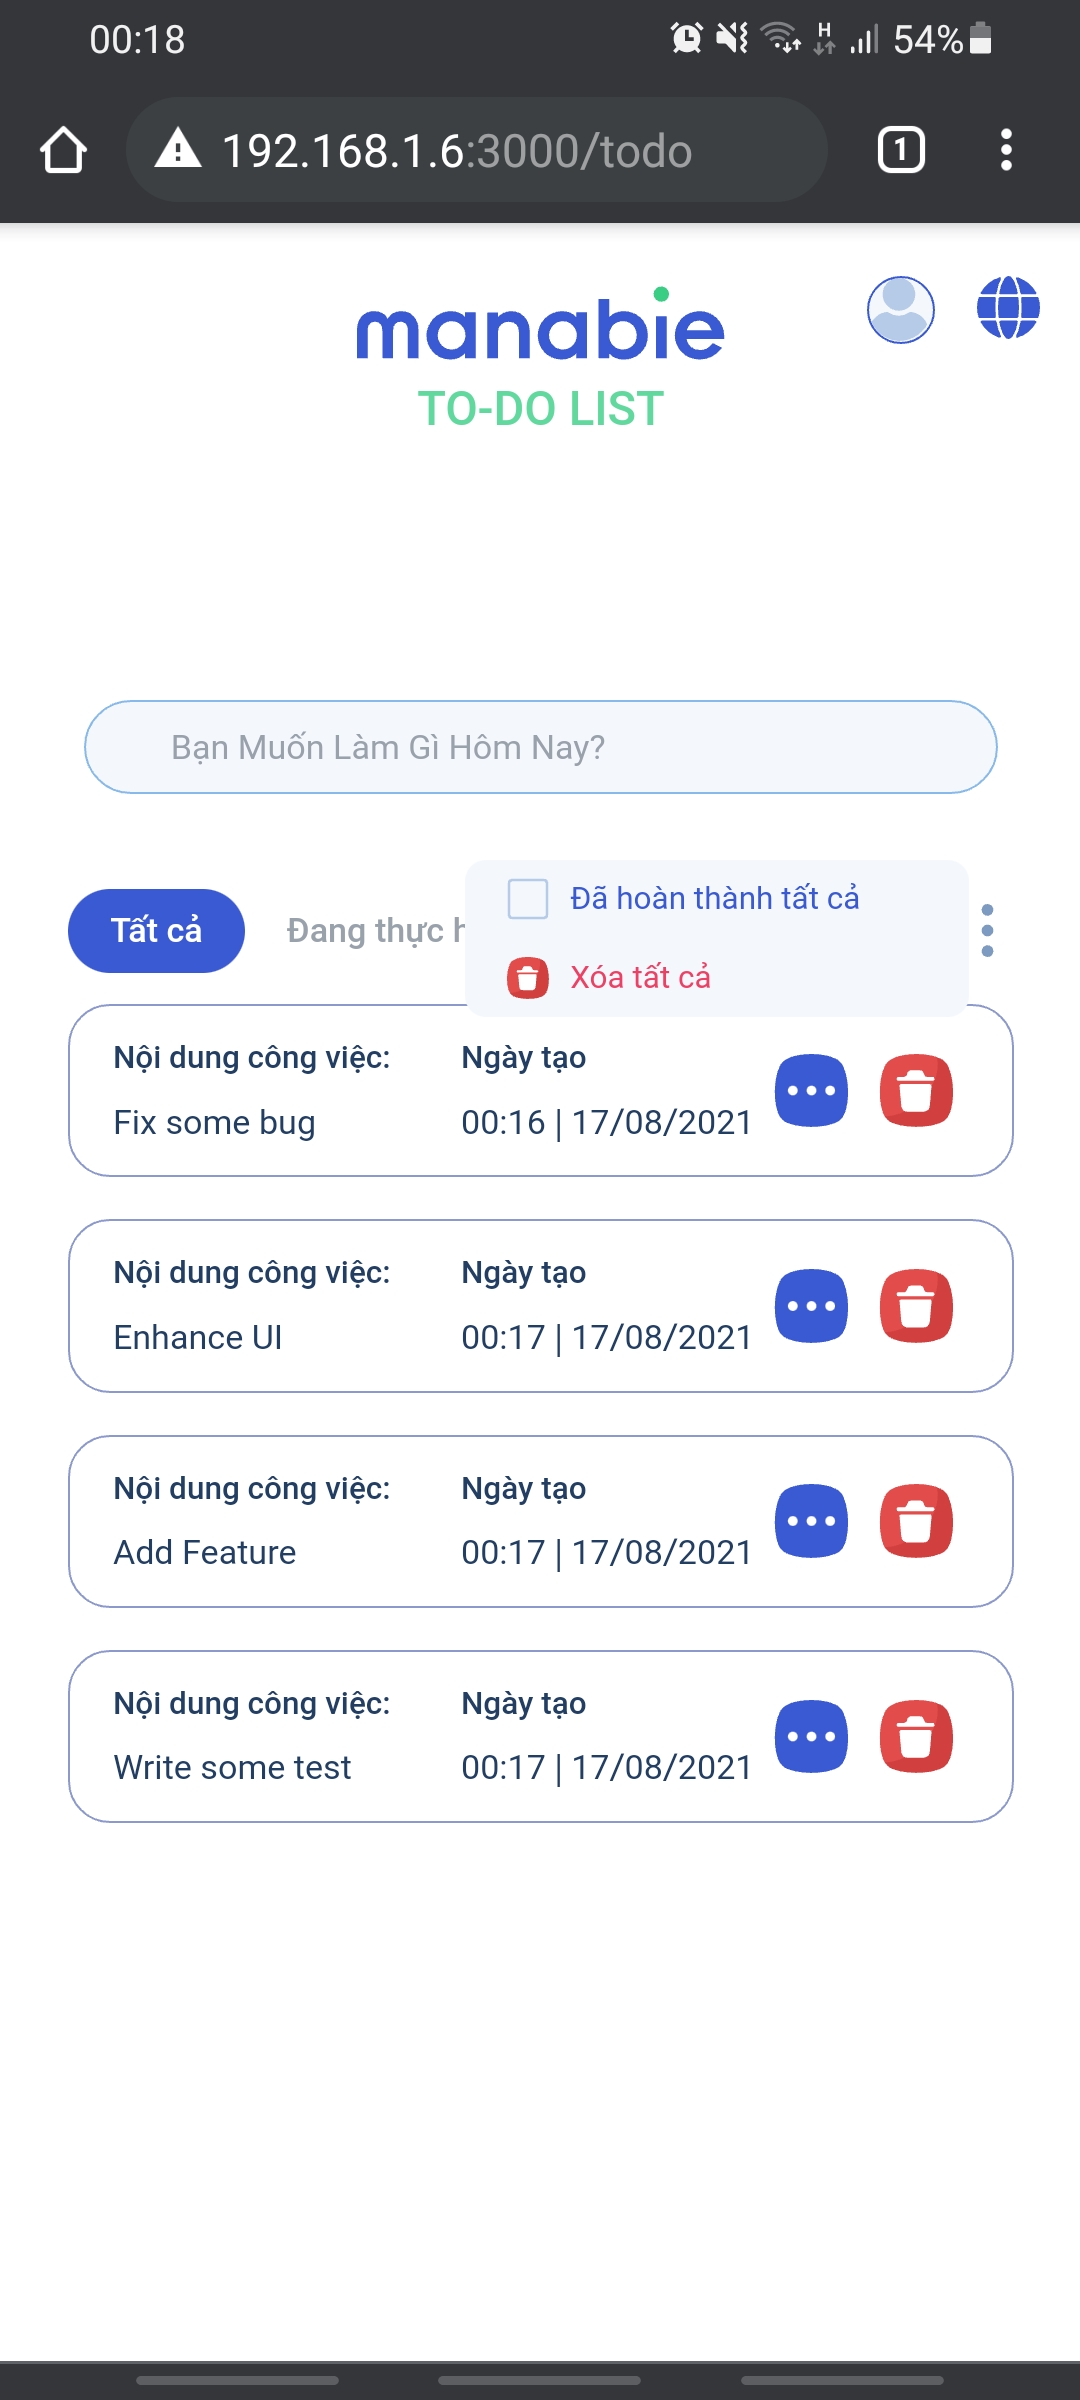 00:18
H
54%
192.168.1.6:3000/todo
1
manabie
TO-DO LIST
Bạn Muốn Làm Gì Hôm Nay?
Tất cả
Đang thực h
Đã hoàn thành tất cả
Xóa tất cả
Nội dung công việc:
Ngày tạo
Fix some bug
00:16 | 17/08/2021
Nội dung công việc:
Ngày tạo
Enhance UI
00:17 | 17/08/2021
Nội dung công việc:
Ngày tạo
Add Feature
00:17 | 17/08/2021
Nội dung công việc:
Ngày tạo
Write some test
00:17 | 17/08/2021